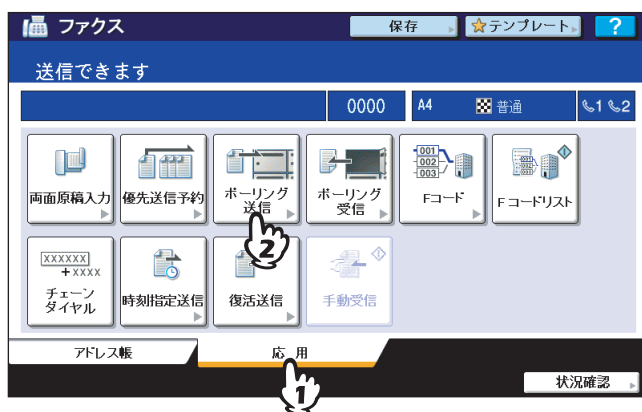 ファクス
保存
テンプレート
?
送信できます
0000
A4
普通
1 2
両面原稿入力
優先送信予約
ポーリング
送信
ポーリング
受信
001
002
003
Fコード
Fコードリスト
XXXXXX
+XXXX
チェーン
ダイヤル
時刻指定送信
復活送信
手動受信
2
アドレス帳
応 用
1
状況確認